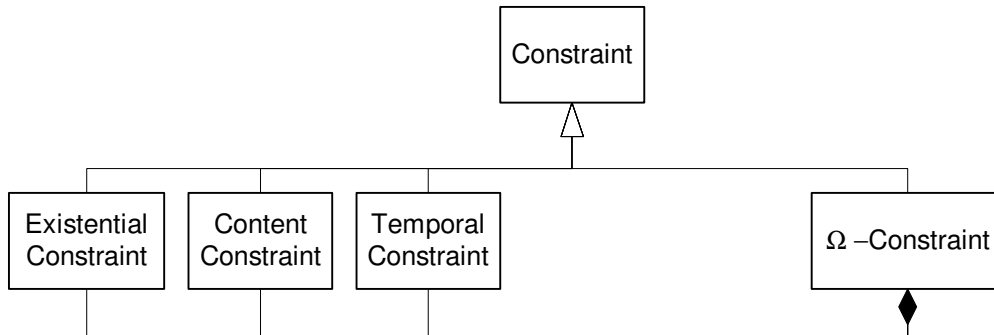 Constraint
Existential
Constraint
Content
Constraint
Temporal
Constraint
Ω –Constraint